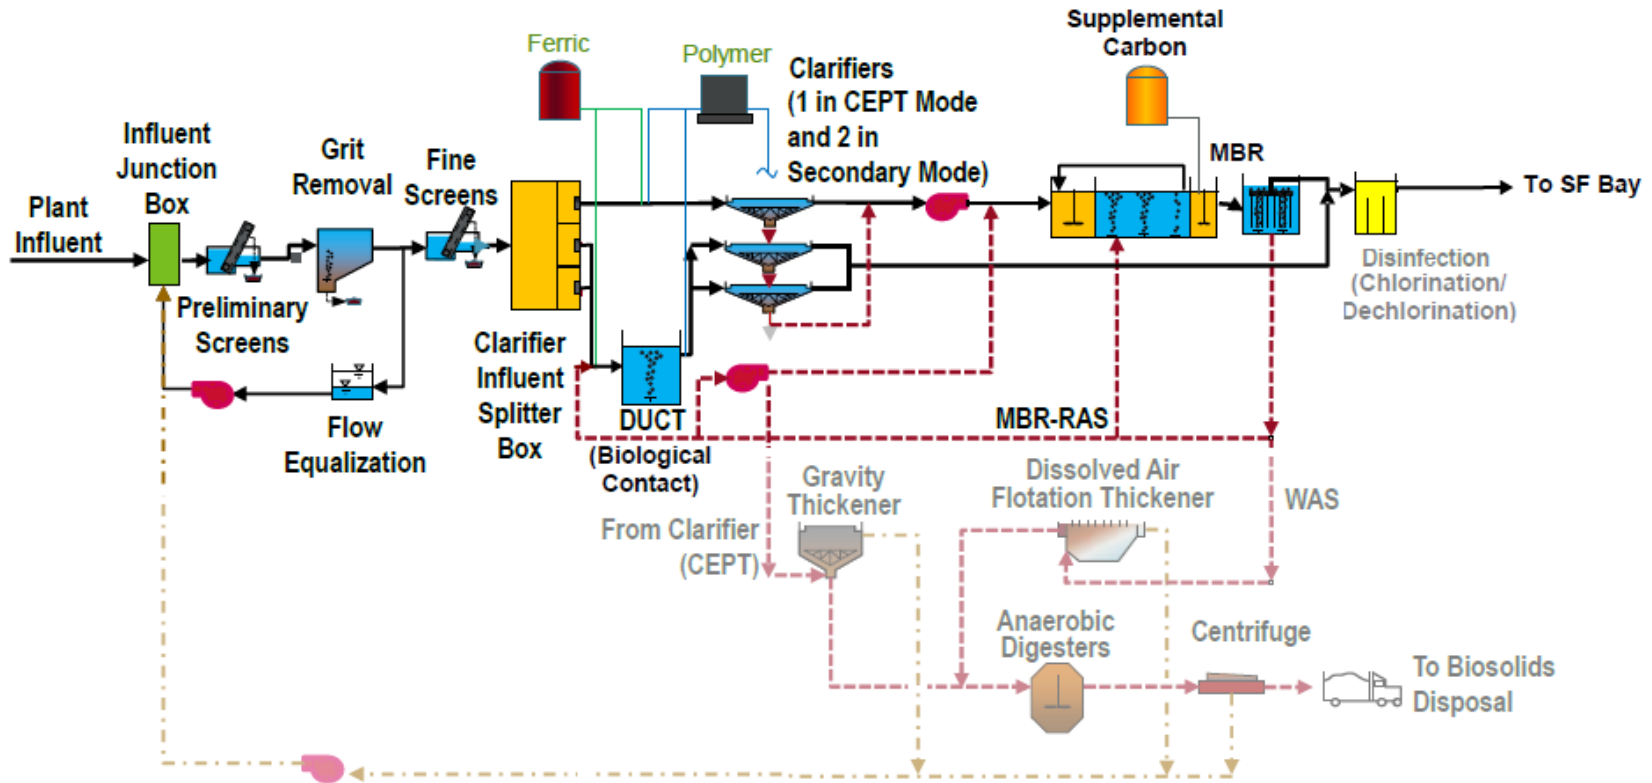 Supplemental
Carbon
Ferric
Polymer
Clarifiers
(1 in CEPT Mode
and 2 in
Secondary Mode)
Influent
Junction
Box
Grit
Removal
Fine
Screens
MBR
Plant
Influent
To SF Bay
Preliminary
Screens
Disinfection
(Chlorination/
Dechlorination)
Clarifier
Influent
Splitter
Box
Flow
Equalization
DUCT
(Biological
Contact)
MBR-RAS
Gravity
Thickener
Dissolved Air
Flotation Thickener
WAS
From Clarifier
(CEPT)
Anaerobic
Digesters
Centrifuge
To Biosolids
Disposal